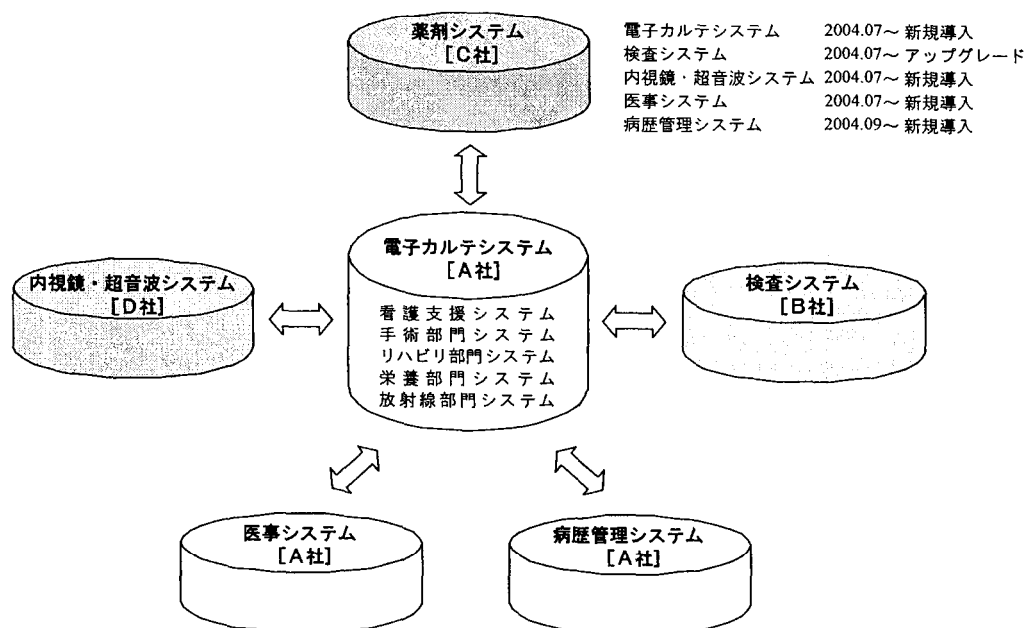 薬剤システム
[C社]
電子カルテシステム 2004.07～ 新規導入
検査システム 2004.07～ アップグレード
内視鏡・超音波システム 2004.07～ 新規導入
医事システム 2004.07～ 新規導入
病歴管理システム 2004.09～ 新規導入
電子カルテシステム
[A社]
看護支援システム
手術部門システム
リハビリ部門システム
栄養部門システム
放射線部門システム
内視鏡・超音波システム
[D社]
検査システム
[B社]
医事システム
[A社]
病歴管理システム
[A社]